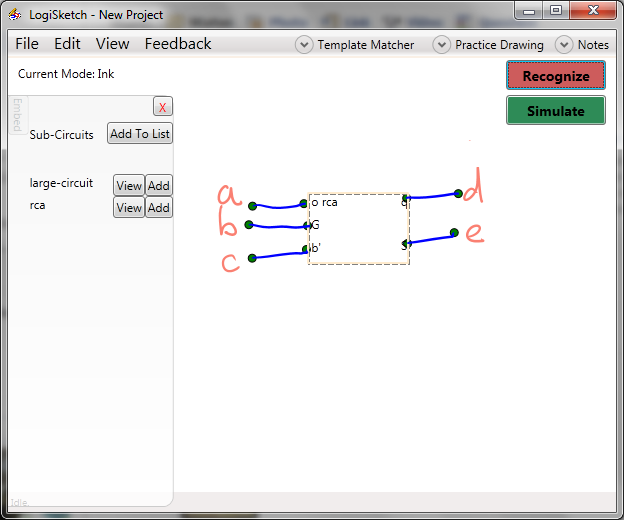 LogiSketch - New Project
File Edit View Feedback Template Matcher Practice Drawing Notes
Current Mode: Ink
Recognize
Simulate
Embed
X
Sub-Circuits Add To List
large-circuit View Add
rca View Add
a
b
c
o rca
G
b'
d
e
Idle.